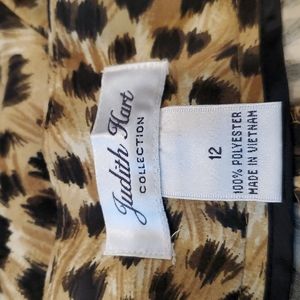 Judith Hart
COLLECTION
12
100% POLYESTER
MADE IN VIETNAM